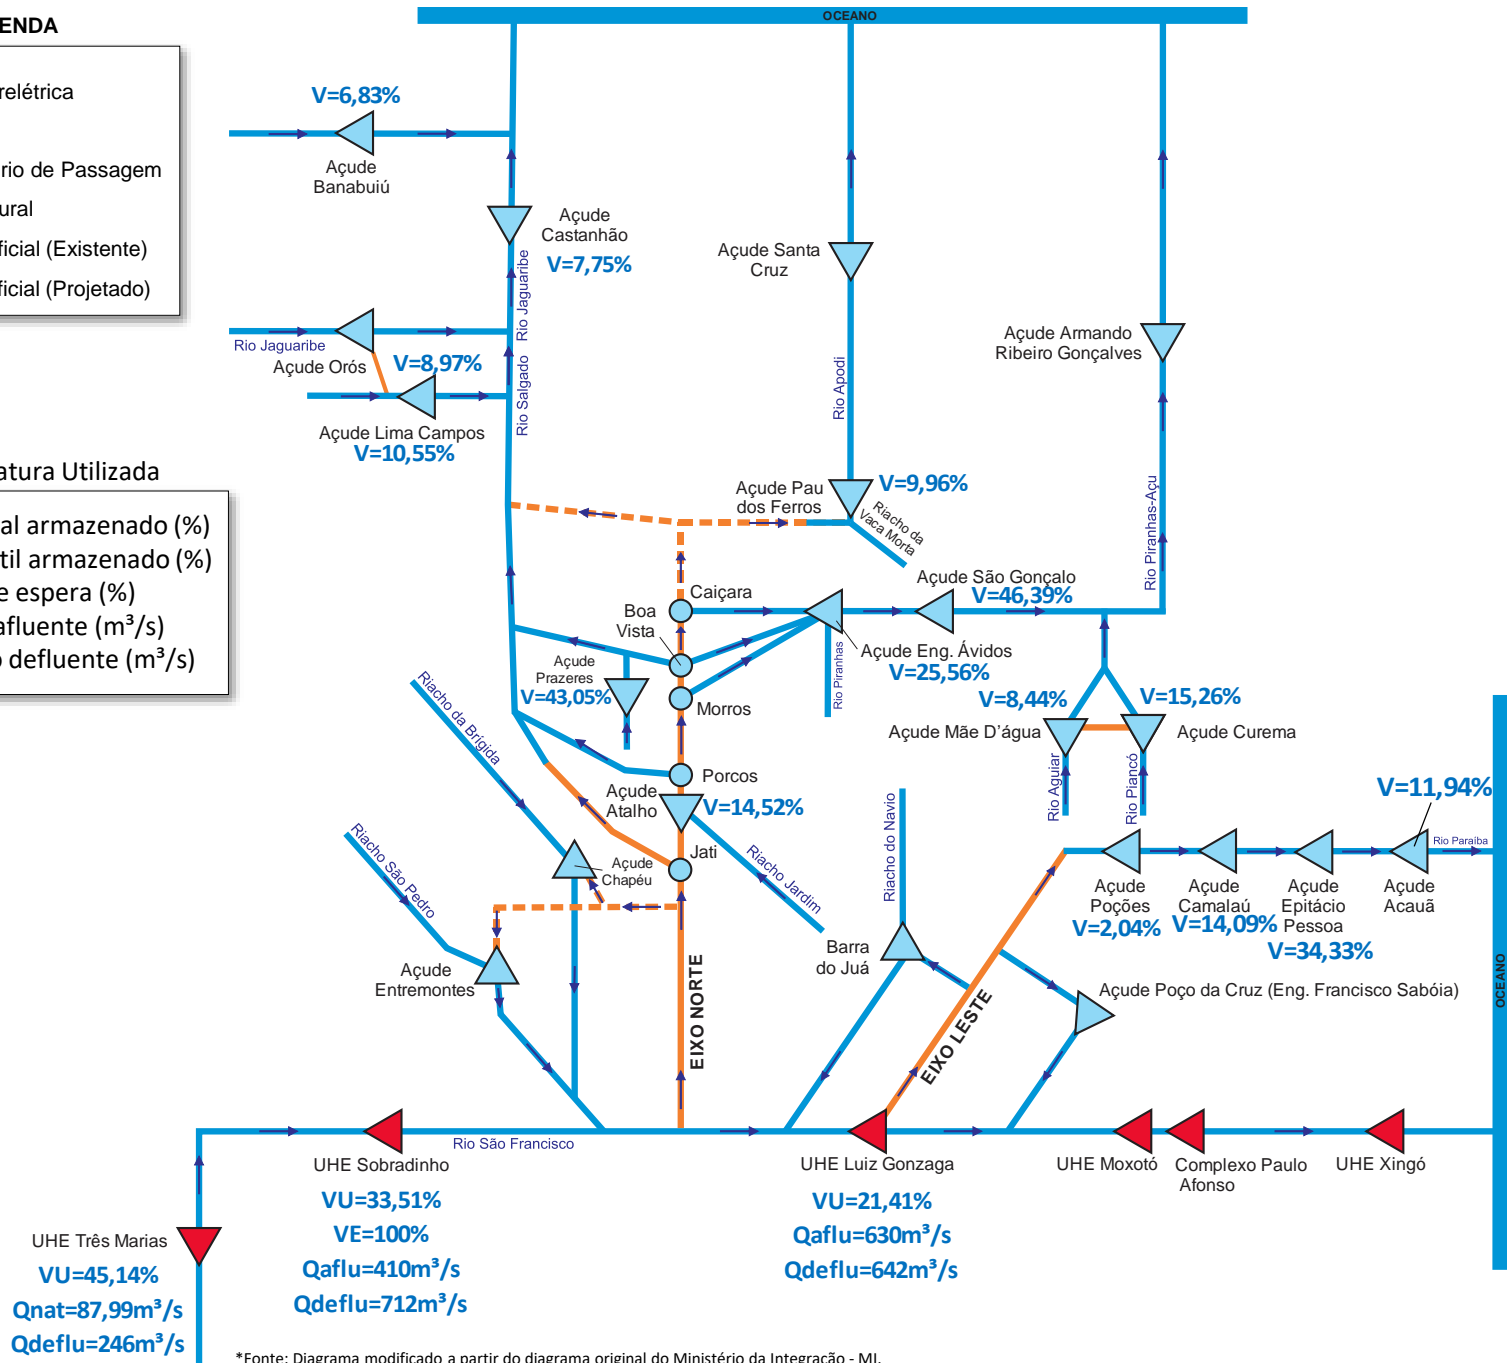 OCEANO
ENDA
relétrica
rio de Passagem
ural
ficial (Existente)
ficial (Projetado)
V=6,83%
Açude
Banabuiú
Açude
Castanhão
V=7,75%
Rio Jaguaribe
Açude Santa
Cruz
Rio Jaguaribe
Açude Orós
V=8,97%
Rio Salgado
Açude Lima Campos
V=10,55%
Açude Armando
Ribeiro Gonçalves
Rio Apodi
atura Utilizada
al armazenado (%)
til armazenado (%)
e espera (%)
afluente (m³/s)
o defluente (m³/s)
Açude Pau
dos Ferros
V=9,96%
Riacho da
Vaca Morta
Rio Piranhas-Açu
Caiçara
Boa
Vista
Açude São Gonçalo
V=46,39%
Açude Eng. Ávidos
V=25,56%
Rio Piranhas
Açude
Prazeres
V=43,05%
Morros
Riacho da Brígida
Porcos
V=8,44%
V=15,26%
Açude Mãe D'água
Açude Curema
Rio Aguiar
Rio Piancó
Açude
Atalho
V=14,52%
Jati
Riacho Jardim
Açude
Chapéu
Riacho São Pedro
Riacho do Navio
V=11,94%
Rio Paraíba
Açude
Poções
V=2,04%
Açude
Camalaú
V=14,09%
Açude
Epitácio
Pessoa
V=34,33%
Açude
Acauã
Açude
Entremontes
EIXO NORTE
Barra
do Juá
EIXO LESTE
Açude Poço da Cruz (Eng. Francisco Sabóia)
OCEANO
Rio São Francisco
UHE Sobradinho
VU=33,51%
VE=100%
Qaflu=410m³/s
Qdeflu=712m³/s
UHE Luiz Gonzaga
VU=21,41%
Qaflu=630m³/s
Qdeflu=642m³/s
UHE Moxotó
Complexo Paulo
Afonso
UHE Xingó
UHE Três Marias
VU=45,14%
Qnat=87,99m³/s
Qdeflu=246m³/s
*Fonte: Diagrama modificado a partir do diagrama original do Ministério da Integração - MI.